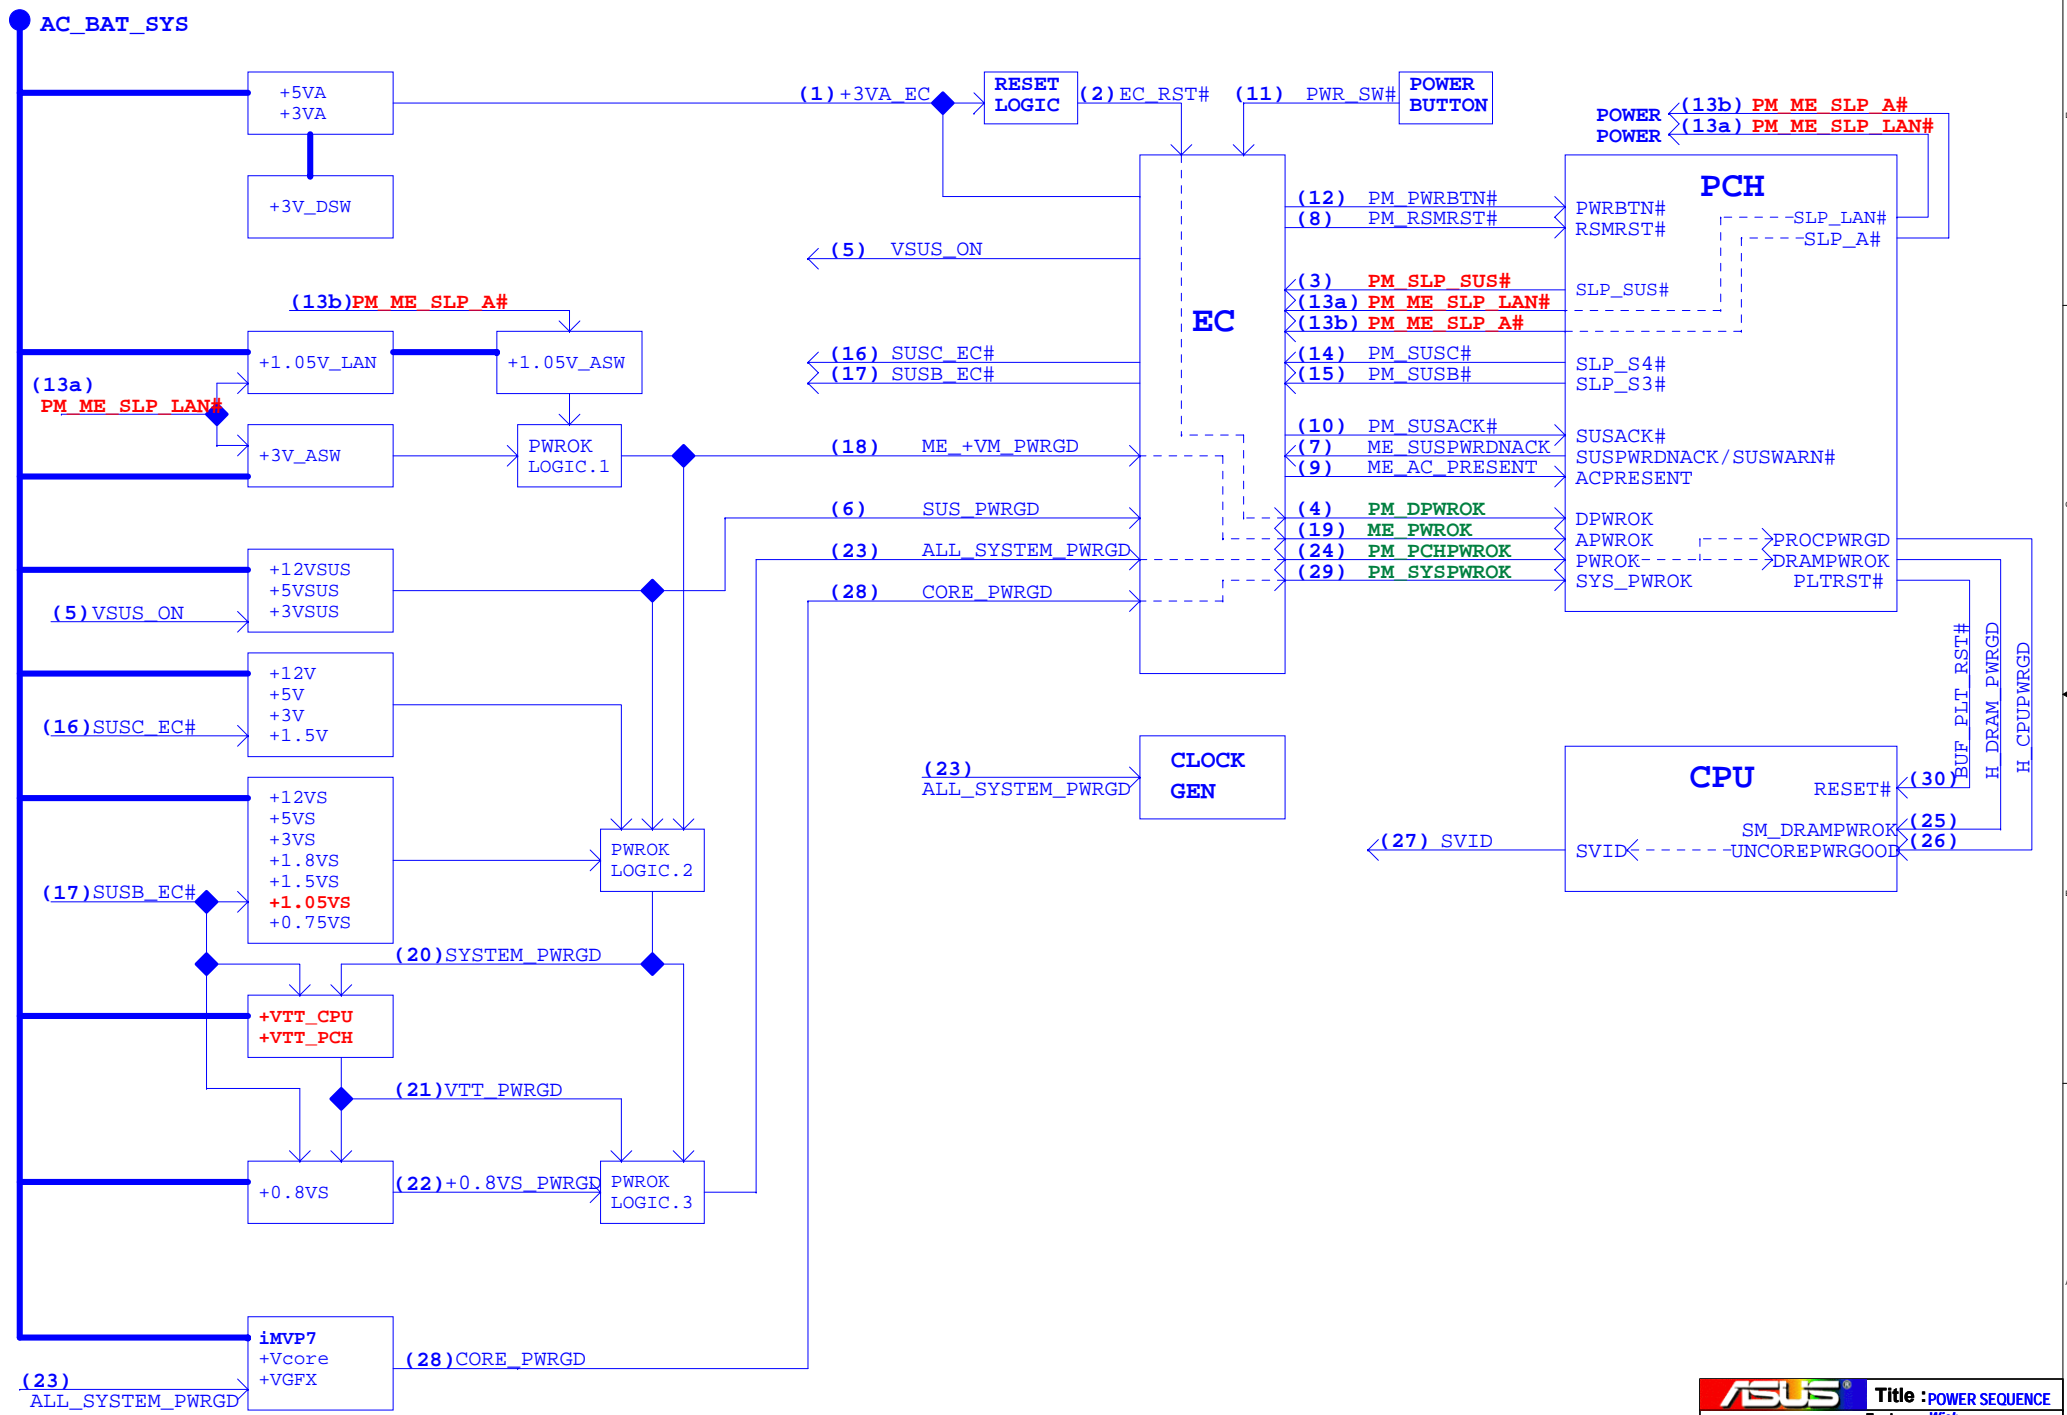 AC_BAT_SYS
+5VA
+3VA
(1) +3VA_EC
RESET
LOGIC
(2) EC_RST#
(11) PWR_SW#
POWER
BUTTON
POWER (13b) PM_ME_SLP_A#
POWER (13a) PM_ME_SLP_LAN#
+3V_DSW
EC
PCH
(12) PM_PWRBTN#
PWRBTN#
(8) PM_RSMRST#
RSMRST#
SLP_LAN#
SLP_A#
(5) VSUS_ON
(3) PM_SLP_SUS#
SLP_SUS#
(13a) PM_ME_SLP_LAN#
(13b) PM_ME_SLP_A#
(13b) PM_ME_SLP_A#
+1.05V_LAN
+1.05V_ASW
(16) SUSC_EC#
(17) SUSB_EC#
(14) PM_SUSC#
SLP_S4#
(15) PM_SUSB#
SLP_S3#
(13a)
PM_ME_SLP_LAN#
+3V_ASW
PWROK
LOGIC.1
(18) ME_+VM_PWRGD
(10) PM_SUSACK#
SUSACK#
(7) ME_SUSPWRDNACK
SUSPWRDNACK/SUSWARN#
(9) ME_AC_PRESENT
ACPRESENT
(6) SUS_PWRGD
(4) PM_DPWROK
DPWROK
(19) ME_PWROK
APWROK
PROCPWRGD
(23) ALL_SYSTEM_PWRGD
(24) PM_PCHPWROK
PWROK
DRAMPWROK
(29) PM_SYSPWROK
SYS_PWROK
PLTRST#
(28) CORE_PWRGD
+12VSUS
+5VSUS
+3VSUS
(5) VSUS_ON
+12V
+5V
+3V
+1.5V
(16) SUSC_EC#
BUF_PLT_RST#
H_DRAM_PWRGD
H_CPUPWRGD
CLOCK
GEN
(23)
ALL_SYSTEM_PWRGD
CPU
RESET# (30)
SM_DRAMPWROK (25)
UNCOREPWRGOOD (26)
SVID
(27) SVID
+12VS
+5VS
+3VS
+1.8VS
+1.5VS
+1.05VS
+0.75VS
(17) SUSB_EC#
PWROK
LOGIC.2
(20) SYSTEM_PWRGD
+VTT_CPU
+VTT_PCH
(21) VTT_PWRGD
+0.8VS
(22) +0.8VS_PWRGD
PWROK
LOGIC.3
iMVP7
+Vcore
+VGFX
(28) CORE_PWRGD
(23)
ALL_SYSTEM_PWRGD
ASUS®
Title : POWER SEQUENCE